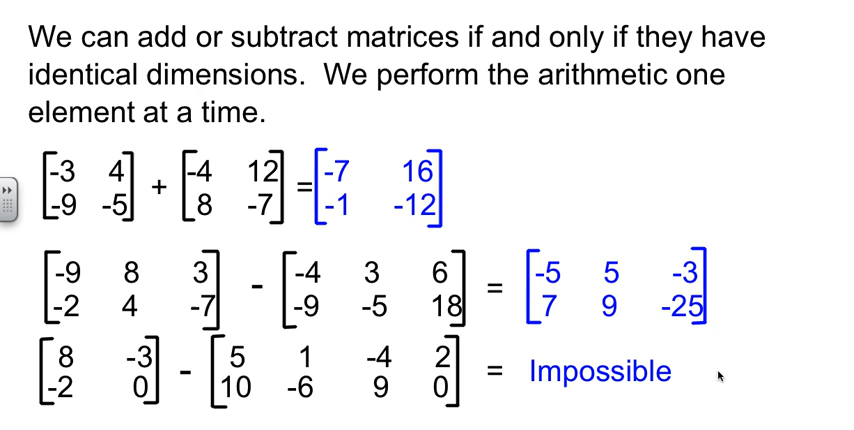 We can add or subtract matrices if and only if they have
identical dimensions. We perform the arithmetic one
element at a time.
[-3 4] + [-4 12] = [-7 16]
[-9 -5] [8 -7] [-1 -12]
[-9 8 3] - [-4 3 6] = [-5 5 -3]
[-2 4 -7] [-9 -5 18] [7 9 -25]
[8 -3] - [5 1 -4 2] = Impossible
[-2 0] [10 -6 9 0]